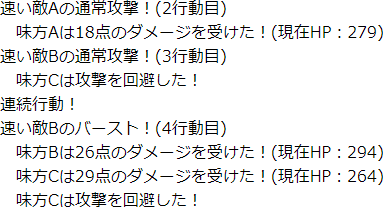 速い敵Aの通常攻撃！(2行動目)
　味方Aは18点のダメージを受けた！(現在HP：279)
速い敵Bの通常攻撃！(3行動目)
　味方Cは攻撃を回避した！
連続行動！
速い敵Bのバースト！(4行動目)
　味方Bは26点のダメージを受けた！(現在HP：294)
　味方Cは29点のダメージを受けた！(現在HP：264)
　味方Cは攻撃を回避した！